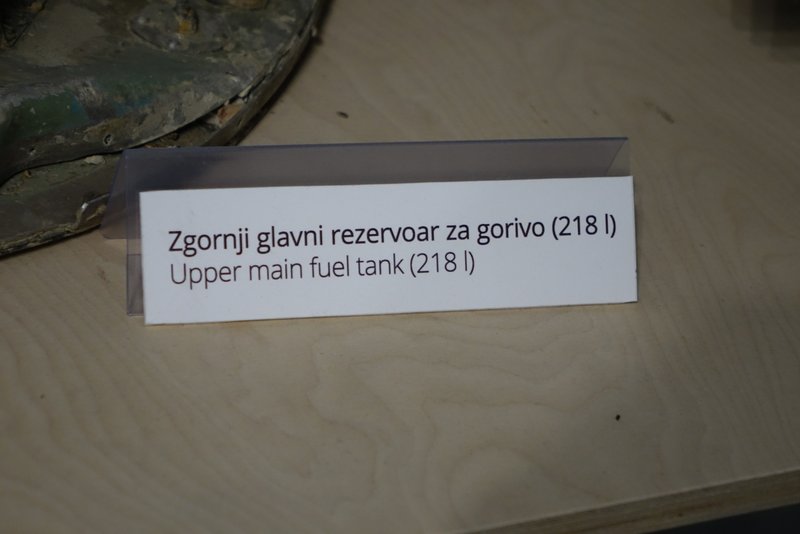 Zgornji glavni rezervoar za gorivo (218 l)
Upper main fuel tank (218 l)